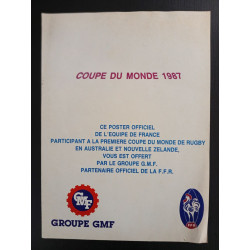 COUPE DU MONDE 1987
CE POSTER OFFICIEL
DE L'EQUIPE DE FRANCE
PARTICIPANT A LA PREMIERE COUPE DU MONDE DE RUGBY
EN AUSTRALIE ET NOUVELLE ZELANDE,
VOUS EST OFFERT
PAR LE GROUPE G.M.F.
PARTENAIRE OFFICIEL DE LA F.F.R.
GMF
GROUPE GMF